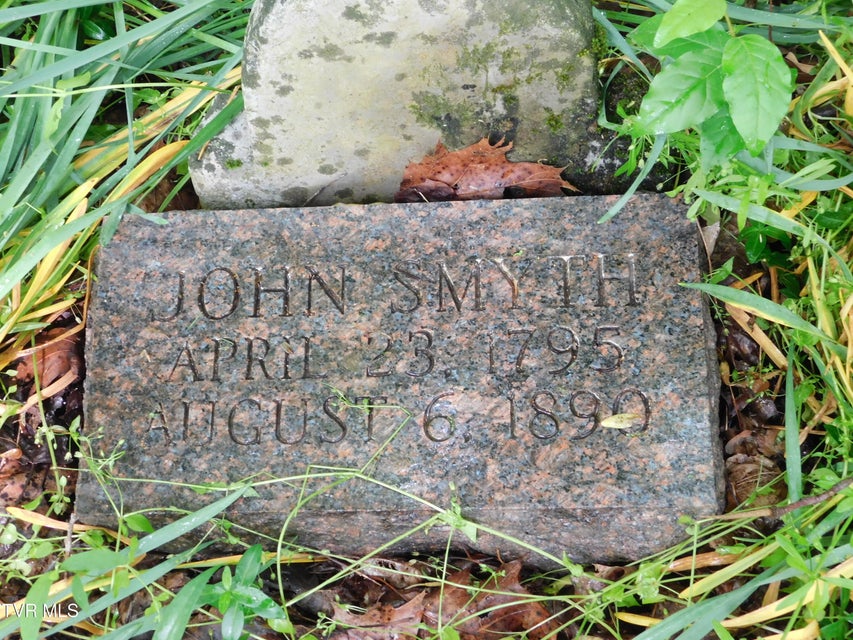 JOHN SMYTH
APRIL 23, 1795
AUGUST 6, 1890
TVR MLS